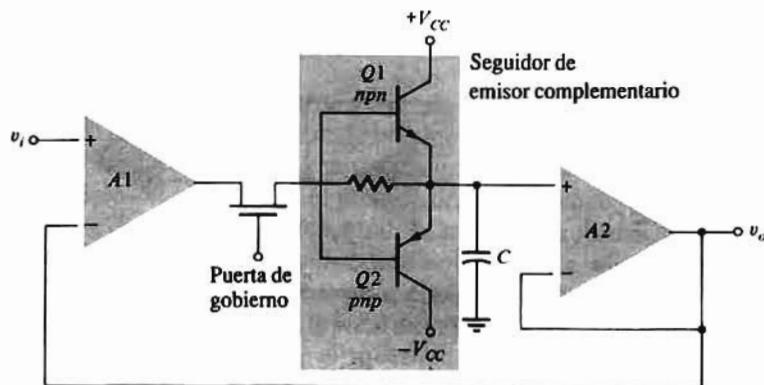 +V_CC
Q1
npn
Seguidor de
emisor complementario
v_i
+
A1
−
+
A2
−
v_o
Puerta de
gobierno
Q2
pnp
C
−V_CC